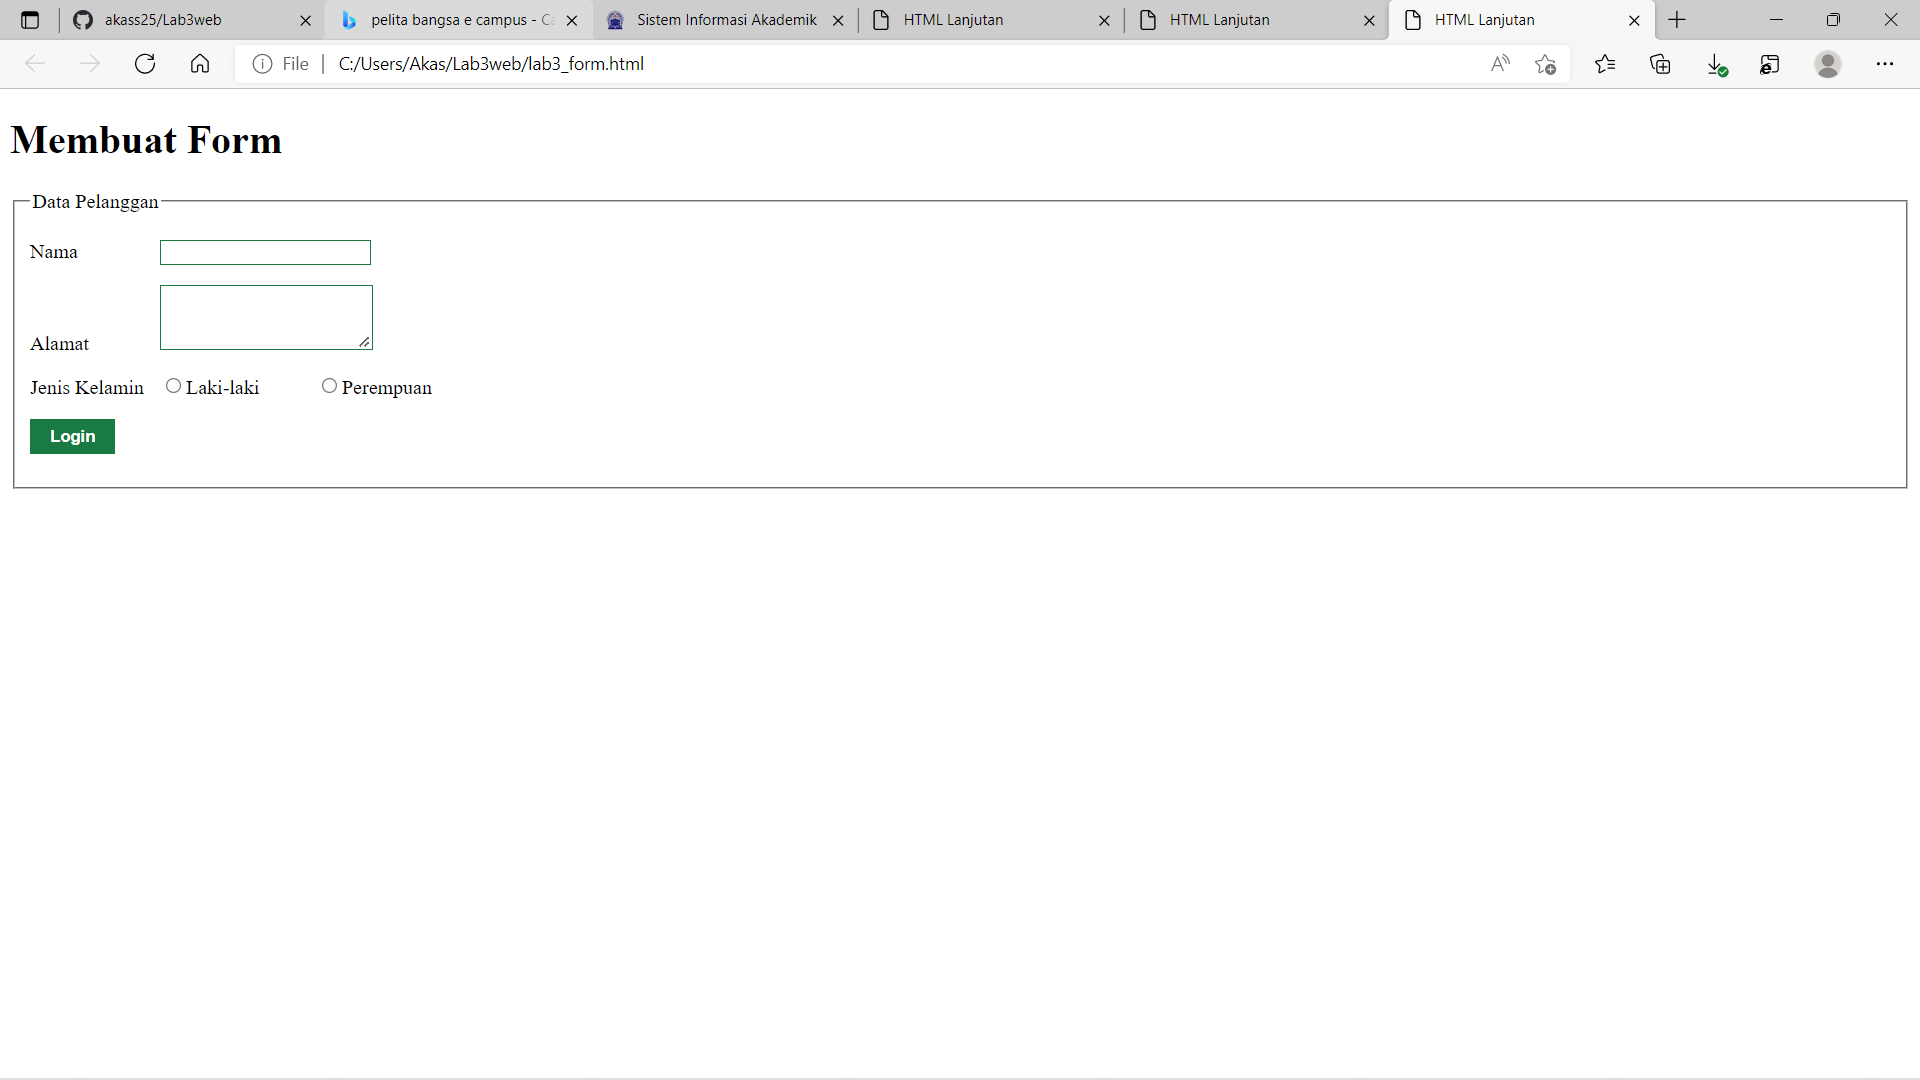 akass25/Lab3web
pelita bangsa e campus - Ca
Sistem Informasi Akademik
HTML Lanjutan
HTML Lanjutan
HTML Lanjutan
File
C:/Users/Akas/Lab3web/lab3_form.html
Membuat Form
Data Pelanggan
Nama
Alamat
Jenis Kelamin Laki-laki Perempuan
Login